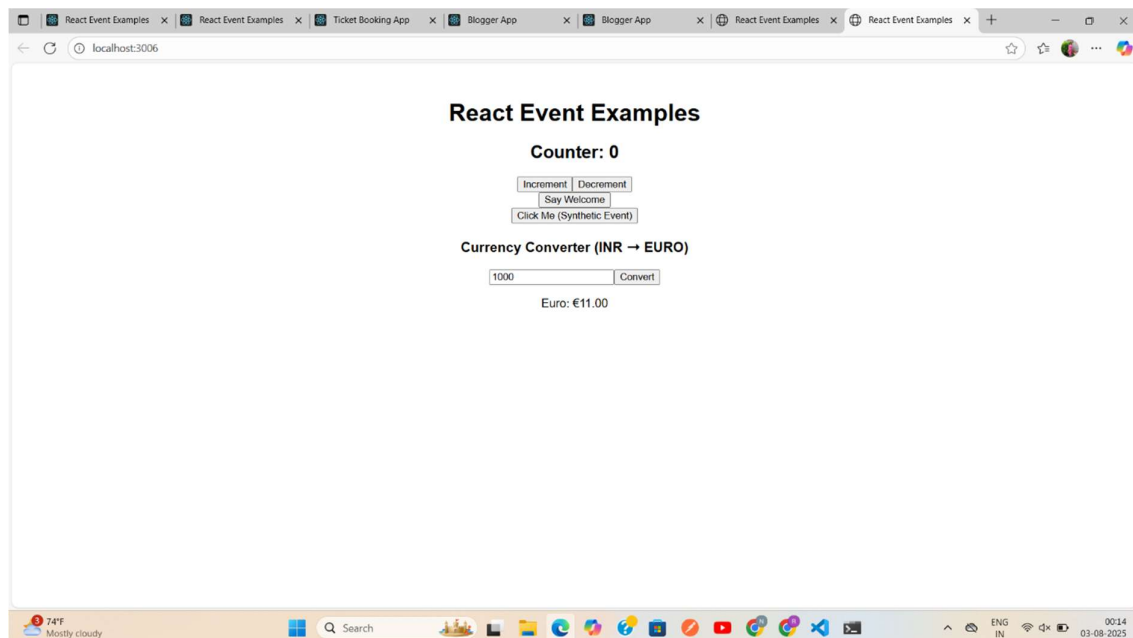 React Event Examples React Event Examples Ticket Booking App Blogger App Blogger App React Event Examples React Event Examples
localhost:3006
React Event Examples
Counter: 0
Increment Decrement
Say Welcome
Click Me (Synthetic Event)
Currency Converter (INR → EURO)
1000 Convert
Euro: €11.00
3 74°F
Mostly cloudy
Search
ENG
IN
00:14
03-08-2025